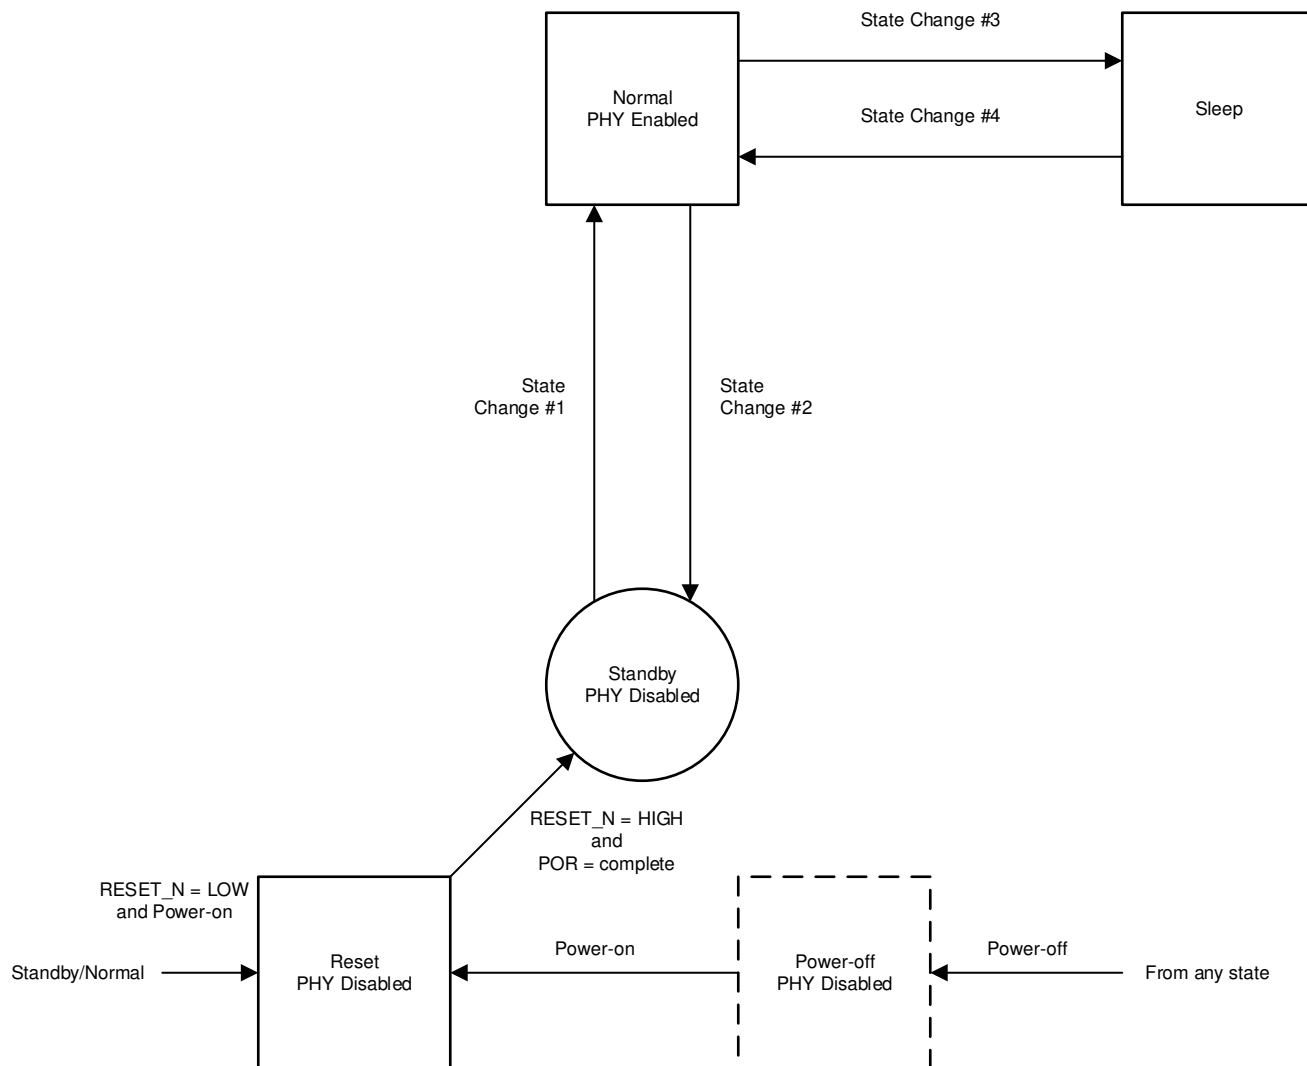 State Change #3
Normal
PHY Enabled
Sleep
State Change #4
State
Change #1
State
Change #2
Standby
PHY Disabled
RESET_N = HIGH
and
POR = complete
RESET_N = LOW
and Power-on
Standby/Normal
Reset
PHY Disabled
Power-on
Power-off
PHY Disabled
Power-off
From any state